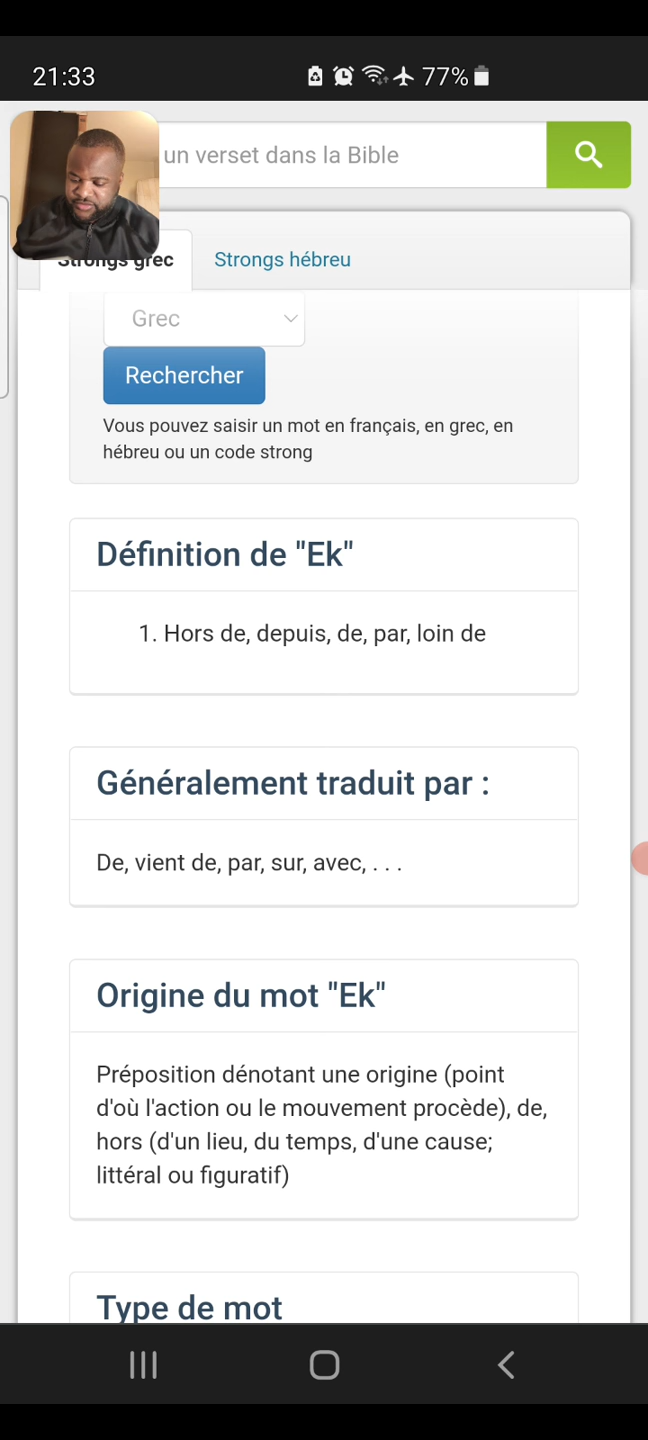 21:33
77%
un verset dans la Bible
Strongs grec
Strongs hébreu
Grec
Rechercher
Vous pouvez saisir un mot en français, en grec, en
hébreu ou un code strong
Définition de "Ek"
1. Hors de, depuis, de, par, loin de
Généralement traduit par :
De, vient de, par, sur, avec, . . .
Origine du mot "Ek"
Préposition dénotant une origine (point
d'où l'action ou le mouvement procède), de,
hors (d'un lieu, du temps, d'une cause;
littéral ou figuratif)
Type de mot